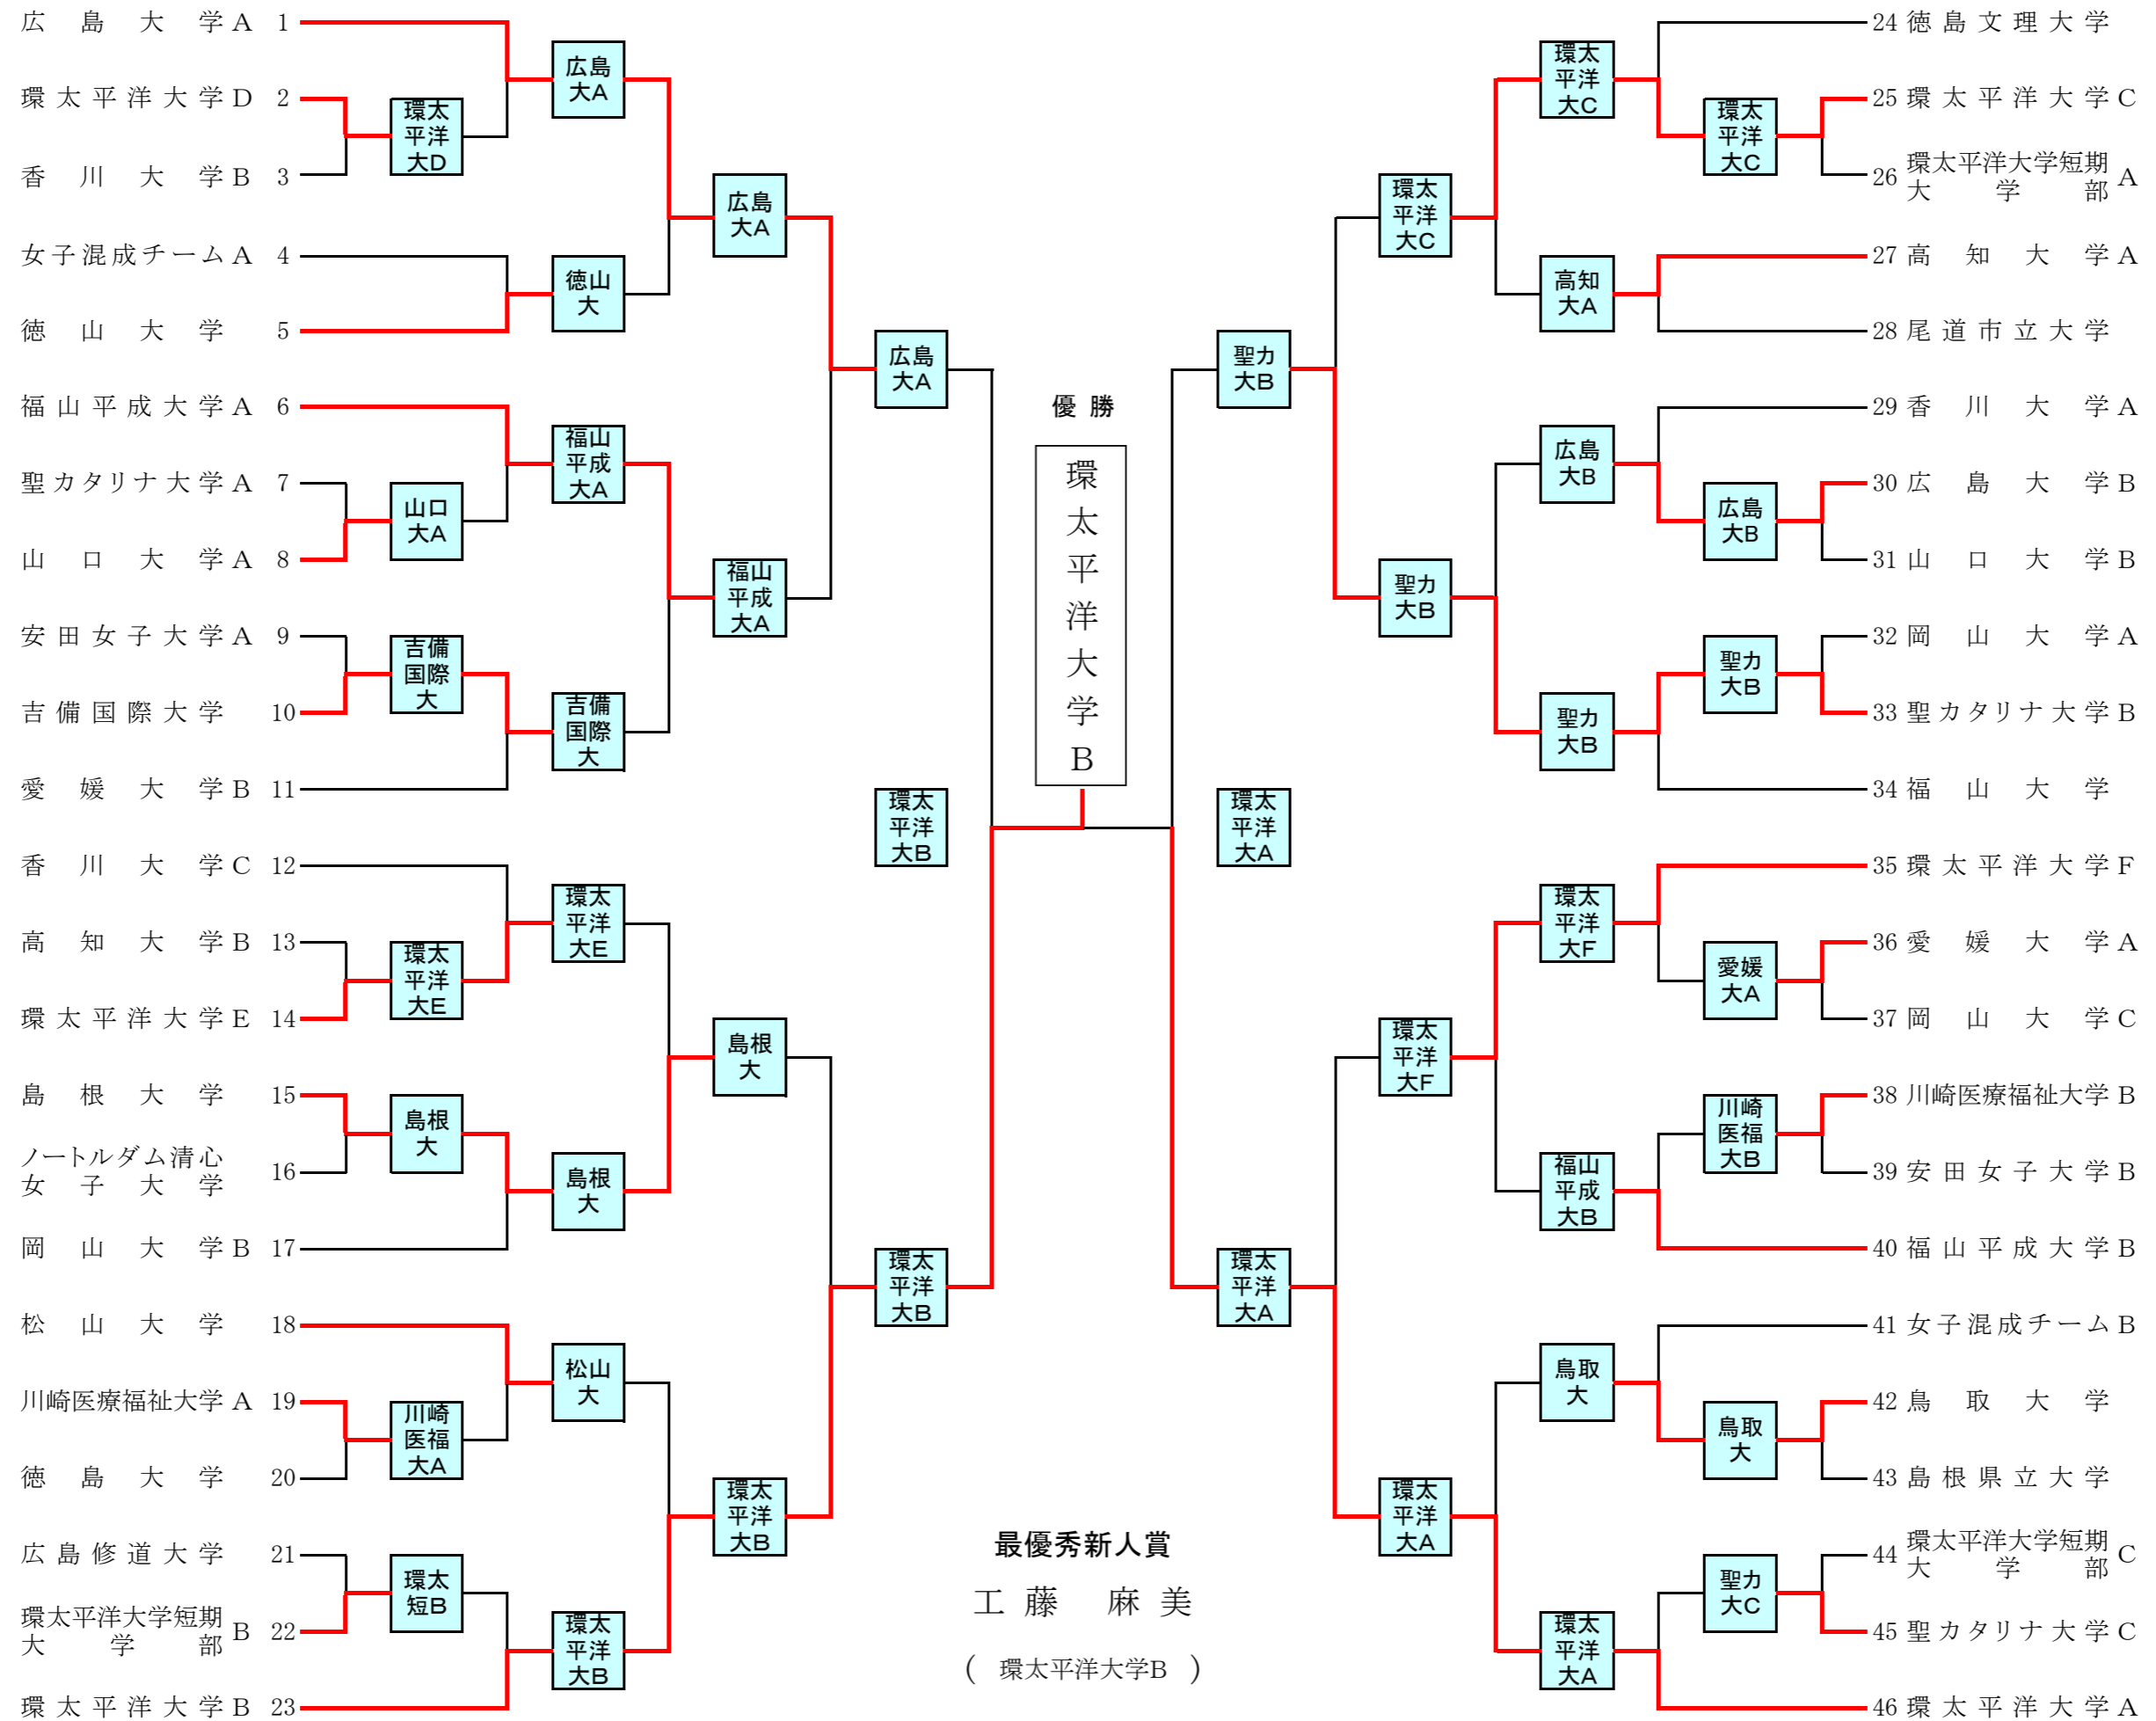 広島大学A 1
環太平洋大学D 2
香川大学B 3
女子混成チームA 4
徳山大学 5
福山平成大学A 6
聖カタリナ大学A 7
山口大学A 8
安田女子大学A 9
吉備国際大学 10
愛媛大学B 11
香川大学C 12
高知大学B 13
環太平洋大学E 14
島根大学 15
ノートルダム清心
女子大学 16
岡山大学B 17
松山大学 18
川崎医療福祉大学A 19
徳島大学 20
広島修道大学 21
環太平洋大学短期
大学部 B 22
環太平洋大学B 23
環太
平洋
大D
山口
大A
吉備
国際
大
環太
平洋
大E
島根
大
川崎
医福
大A
環太
短B
広島
大A
徳山
大
福山
平成
大A
吉備
国際
大
環太
平洋
大E
島根
大
松山
大
環太
平洋
大B
広島
大A
福山
平成
大A
島根
大
環太
平洋
大B
広島
大A
環太
平洋
大B
環太
平洋
大B
優勝
環太平洋大学B
最優秀新人賞
工藤 麻美
( 環太平洋大学B )
聖カ
大B
環太
平洋
大A
環太
平洋
大A
環太
平洋
大C
聖カ
大B
環太
平洋
大F
環太
平洋
大A
環太
平洋
大C
高知
大A
広島
大B
聖カ
大B
環太
平洋
大F
福山
平成
大B
鳥取
大
環太
平洋
大A
環太
平洋
大C
広島
大B
聖カ
大B
愛媛
大A
川崎
医福
大B
鳥取
大
聖カ
大C
24 徳島文理大学
25 環太平洋大学C
26 環太平洋大学短期
大学部 A
27 高知大学A
28 尾道市立大学
29 香川大学A
30 広島大学B
31 山口大学B
32 岡山大学A
33 聖カタリナ大学B
34 福山大学
35 環太平洋大学F
36 愛媛大学A
37 岡山大学C
38 川崎医療福祉大学B
39 安田女子大学B
40 福山平成大学B
41 女子混成チームB
42 鳥取大学
43 島根県立大学
44 環太平洋大学短期
大学部 C
45 聖カタリナ大学C
46 環太平洋大学A